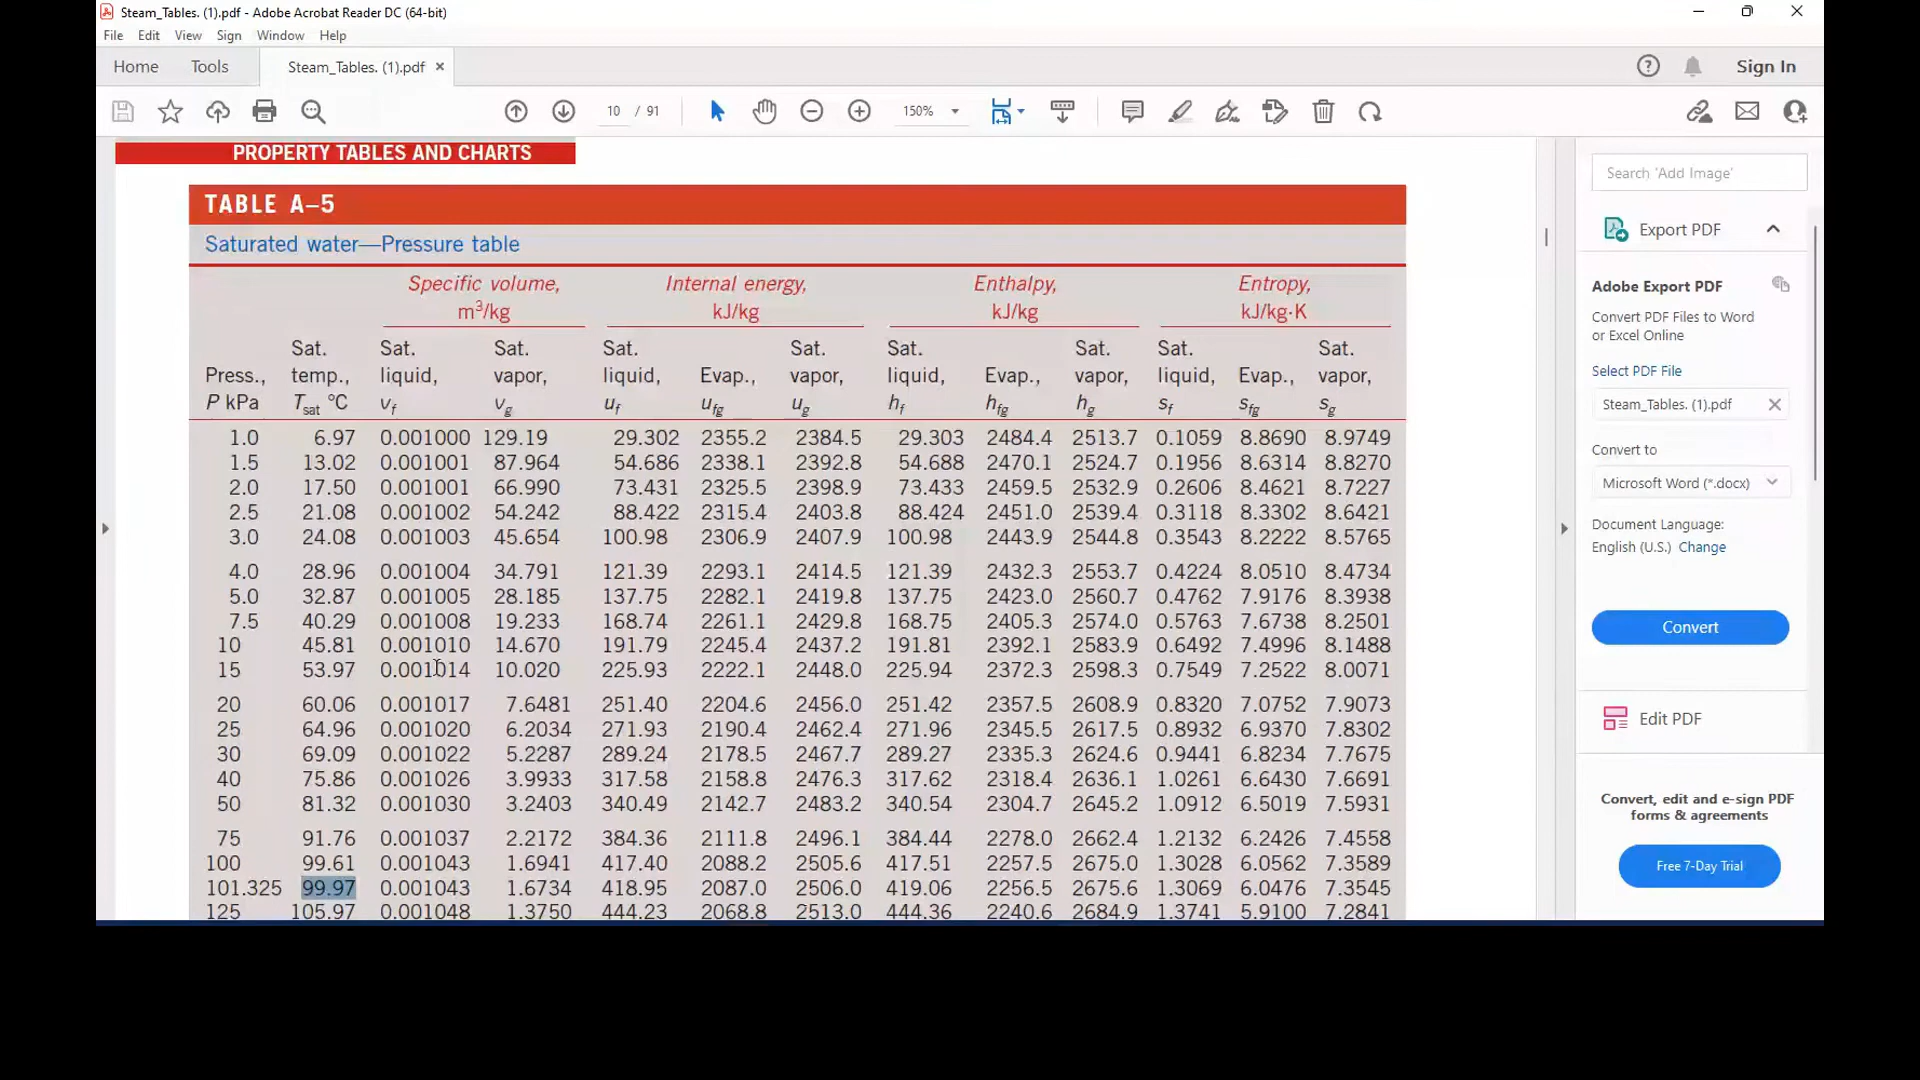 Steam_Tables. (1).pdf - Adobe Acrobat Reader DC (64-bit)
File Edit View Sign Window Help
Home Tools Steam_Tables. (1).pdf × Sign In
10 / 91 150%
PROPERTY TABLES AND CHARTS
TABLE A–5
Saturated water—Pressure table
Specific volume, Internal energy, Enthalpy, Entropy,
m³/kg kJ/kg kJ/kg kJ/kg·K
Sat. Sat. Sat. Sat. Sat. Sat. Sat. Sat. Sat.
Press., temp., liquid, vapor, liquid, Evap., vapor, liquid, Evap., vapor, liquid, Evap., vapor,
P kPa Tsat °C vf vg uf ufg ug hf hfg hg sf sfg sg
1.0 6.97 0.001000 129.19 29.302 2355.2 2384.5 29.303 2484.4 2513.7 0.1059 8.8690 8.9749
1.5 13.02 0.001001 87.964 54.686 2338.1 2392.8 54.688 2470.1 2524.7 0.1956 8.6314 8.8270
2.0 17.50 0.001001 66.990 73.431 2325.5 2398.9 73.433 2459.5 2532.9 0.2606 8.4621 8.7227
2.5 21.08 0.001002 54.242 88.422 2315.4 2403.8 88.424 2451.0 2539.4 0.3118 8.3302 8.6421
3.0 24.08 0.001003 45.654 100.98 2306.9 2407.9 100.98 2443.9 2544.8 0.3543 8.2222 8.5765
4.0 28.96 0.001004 34.791 121.39 2293.1 2414.5 121.39 2432.3 2553.7 0.4224 8.0510 8.4734
5.0 32.87 0.001005 28.185 137.75 2282.1 2419.8 137.75 2423.0 2560.7 0.4762 7.9176 8.3938
7.5 40.29 0.001008 19.233 168.74 2261.1 2429.8 168.75 2405.3 2574.0 0.5763 7.6738 8.2501
10 45.81 0.001010 14.670 191.79 2245.4 2437.2 191.81 2392.1 2583.9 0.6492 7.4996 8.1488
15 53.97 0.001014 10.020 225.93 2222.1 2448.0 225.94 2372.3 2598.3 0.7549 7.2522 8.0071
20 60.06 0.001017 7.6481 251.40 2204.6 2456.0 251.42 2357.5 2608.9 0.8320 7.0752 7.9073
25 64.96 0.001020 6.2034 271.93 2190.4 2462.4 271.96 2345.5 2617.5 0.8932 6.9370 7.8302
30 69.09 0.001022 5.2287 289.24 2178.5 2467.7 289.27 2335.3 2624.6 0.9441 6.8234 7.7675
40 75.86 0.001026 3.9933 317.58 2158.8 2476.3 317.62 2318.4 2636.1 1.0261 6.6430 7.6691
50 81.32 0.001030 3.2403 340.49 2142.7 2483.2 340.54 2304.7 2645.2 1.0912 6.5019 7.5931
75 91.76 0.001037 2.2172 384.36 2111.8 2496.1 384.44 2278.0 2662.4 1.2132 6.2426 7.4558
100 99.61 0.001043 1.6941 417.40 2088.2 2505.6 417.51 2257.5 2675.0 1.3028 6.0562 7.3589
101.325 99.97 0.001043 1.6734 418.95 2087.0 2506.0 419.06 2256.5 2675.6 1.3069 6.0476 7.3545
125 105.97 0.001048 1.3750 444.23 2068.8 2513.0 444.36 2240.6 2684.9 1.3741 5.9100 7.2841
Search 'Add Image'
Export PDF
Adobe Export PDF
Convert PDF Files to Word
or Excel Online
Select PDF File
Steam_Tables. (1).pdf
Convert to
Microsoft Word (*.docx)
Document Language:
English (U.S.) Change
Convert
Edit PDF
Convert, edit and e-sign PDF
forms & agreements
Free 7-Day Trial